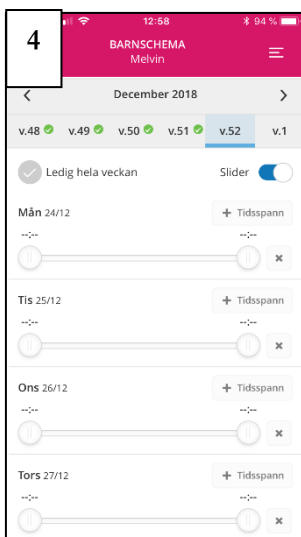 4
12:58
94 %
BARNSCHEMA
Melvin
December 2018
v.48 v.49 v.50 v.51 v.52 v.1
Ledig hela veckan Slider
Mån 24/12 + Tidsspann
--:-- --:--
Tis 25/12 + Tidsspann
--:-- --:--
Ons 26/12 + Tidsspann
--:-- --:--
Tors 27/12 + Tidsspann
--:-- --:--